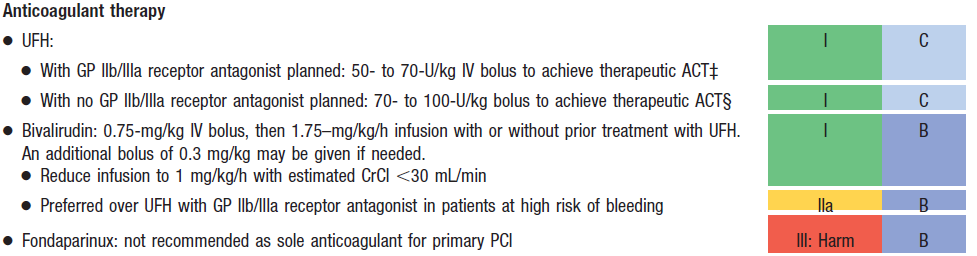 Anticoagulant therapy
● UFH: I C
● With GP IIb/IIIa receptor antagonist planned: 50- to 70-U/kg IV bolus to achieve therapeutic ACT‡
● With no GP IIb/IIIa receptor antagonist planned: 70- to 100-U/kg bolus to achieve therapeutic ACT§ I C
● Bivalirudin: 0.75-mg/kg IV bolus, then 1.75–mg/kg/h infusion with or without prior treatment with UFH. I B
An additional bolus of 0.3 mg/kg may be given if needed.
● Reduce infusion to 1 mg/kg/h with estimated CrCl <30 mL/min
● Preferred over UFH with GP IIb/IIIa receptor antagonist in patients at high risk of bleeding IIa B
● Fondaparinux: not recommended as sole anticoagulant for primary PCI III: Harm B